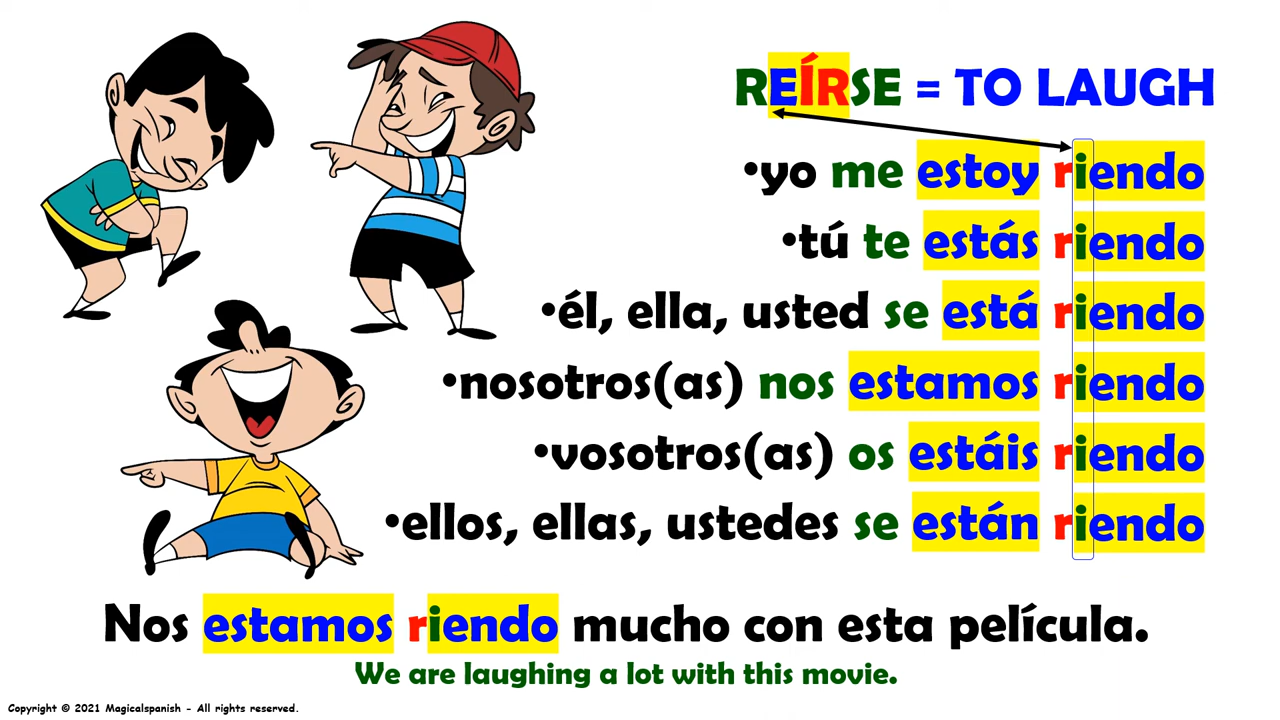 REÍRSE = TO LAUGH
•yo me estoy riendo
•tú te estás riendo
•él, ella, usted se está riendo
•nosotros(as) nos estamos riendo
•vosotros(as) os estáis riendo
•ellos, ellas, ustedes se están riendo
Nos estamos riendo mucho con esta película.
We are laughing a lot with this movie.
Copyright © 2021 Magicalspanish - All rights reserved.